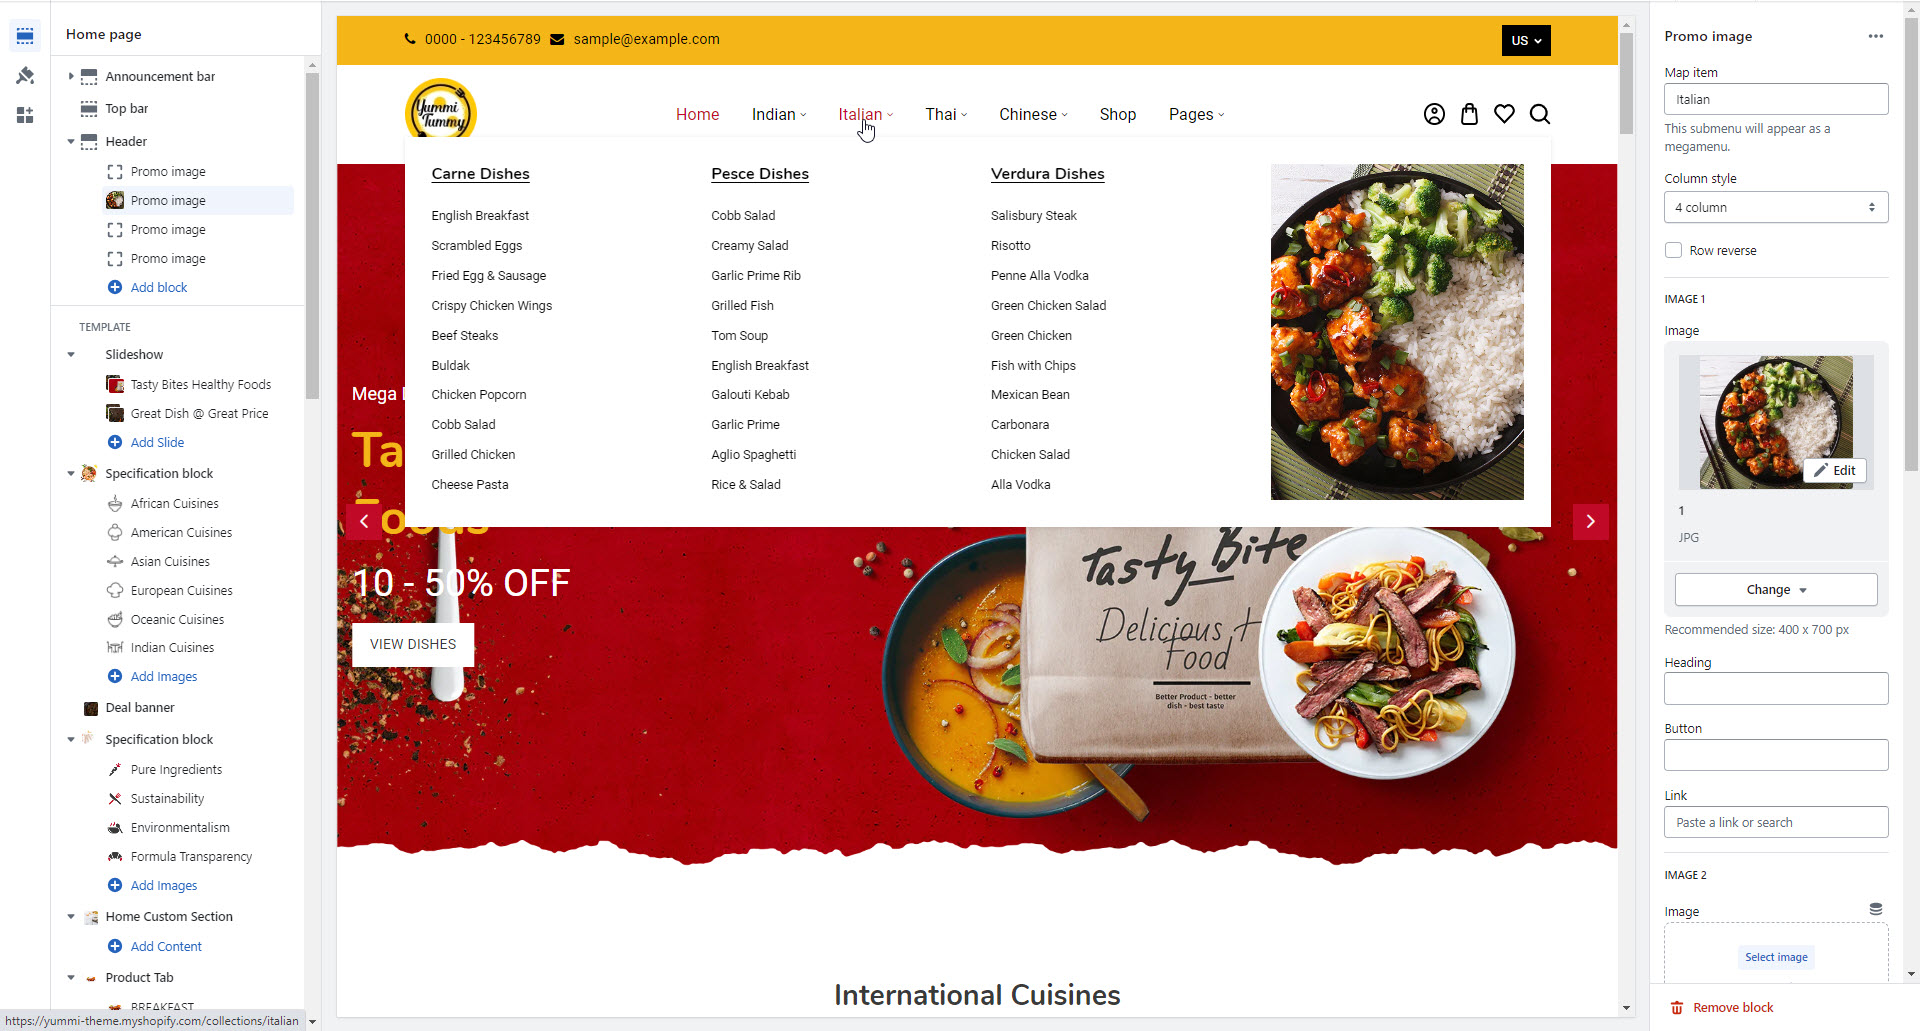 Home page
Announcement bar
Top bar
Header
Promo image
Promo image
Promo image
Promo image
Add block
TEMPLATE
Slideshow
Tasty Bites Healthy Foods
Great Dish @ Great Price
Add Slide
Specification block
African Cuisines
American Cuisines
Asian Cuisines
European Cuisines
Oceanic Cuisines
Indian Cuisines
Add Images
Deal banner
Specification block
Pure Ingredients
Sustainability
Environmentalism
Formula Transparency
Add Images
Home Custom Section
Add Content
Product Tab
BREAKFAST
https://yummi-theme.myshopify.com/collections/italian
0000 - 123456789
sample@example.com
US
Yummi
Tummy
Home
Indian
Italian
Thai
Chinese
Shop
Pages
Carne Dishes
English Breakfast
Scrambled Eggs
Fried Egg & Sausage
Crispy Chicken Wings
Beef Steaks
Buldak
Chicken Popcorn
Cobb Salad
Grilled Chicken
Cheese Pasta
Pesce Dishes
Cobb Salad
Creamy Salad
Garlic Prime Rib
Grilled Fish
Tom Soup
English Breakfast
Galouti Kebab
Garlic Prime
Aglio Spaghetti
Rice & Salad
Verdura Dishes
Salisbury Steak
Risotto
Penne Alla Vodka
Green Chicken Salad
Green Chicken
Fish with Chips
Mexican Bean
Carbonara
Chicken Salad
Alla Vodka
Mega
Ta
Foods
10 - 50% OFF
VIEW DISHES
Tasty Bite
Delicious +
Food
Better Product - better
dish - best taste
International Cuisines
Promo image
Map item
Italian
This submenu will appear as a
megamenu.
Column style
4 column
Row reverse
IMAGE 1
Image
Edit
1
JPG
Change
Recommended size: 400 x 700 px
Heading
Button
Link
Paste a link or search
IMAGE 2
Image
Select image
Remove block